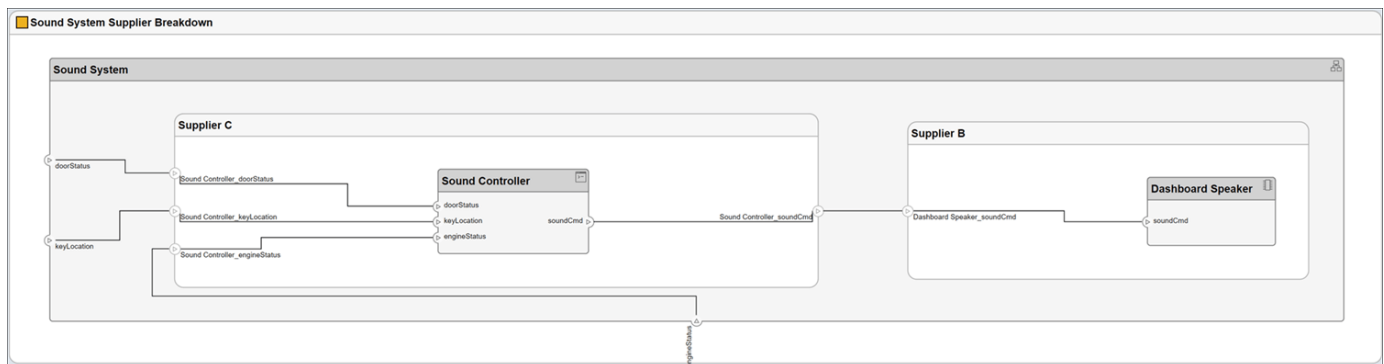 Sound System Supplier Breakdown
Sound System
Supplier C
Supplier B
doorStatus
Sound Controller_doorStatus
Sound Controller
Dashboard Speaker
doorStatus
Sound Controller_keyLocation
keyLocation
soundCmd
Sound Controller_soundCmd
Dashboard Speaker_soundCmd
soundCmd
engineStatus
keyLocation
Sound Controller_engineStatus